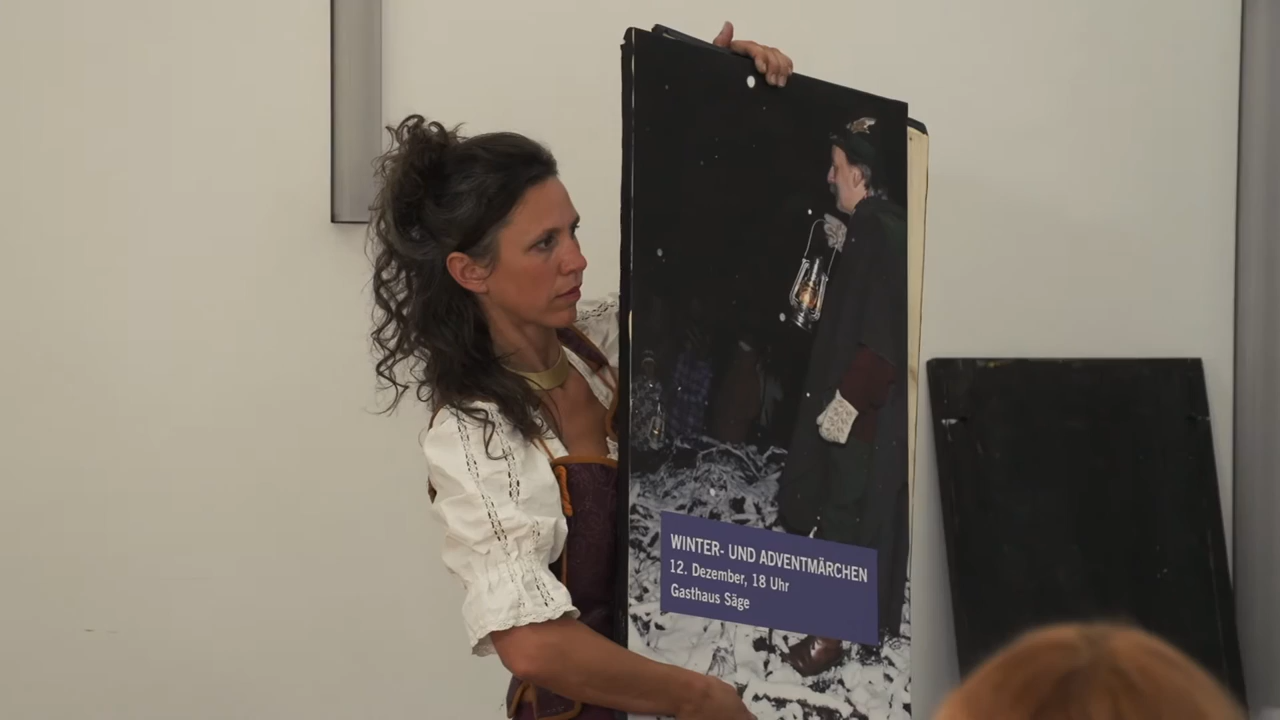 WINTER- UND ADVENTMÄRCHEN
12. Dezember, 18 Uhr
Gasthaus Säge